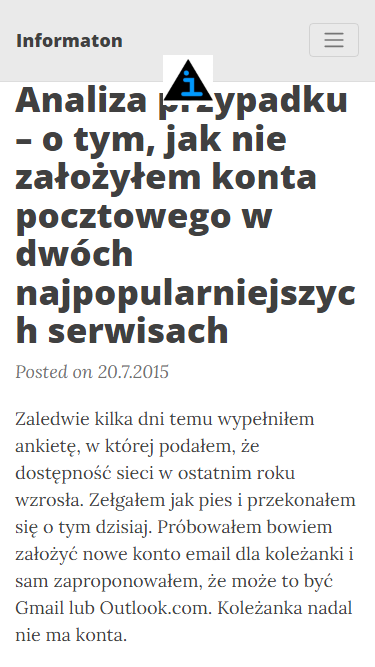 Informaton
Analiza przypadku
– o tym, jak nie
założyłem konta
pocztowego w
dwóch
najpopularniejszyc
h serwisach
Posted on 20.7.2015
Zaledwie kilka dni temu wypełniłem
ankietę, w której podałem, że
dostępność sieci w ostatnim roku
wzrosła. Zełgałem jak pies i przekonałem
się o tym dzisiaj. Próbowałem bowiem
założyć nowe konto email dla koleżanki i
sam zaproponowałem, że może to być
Gmail lub Outlook.com. Koleżanka nadal
nie ma konta.